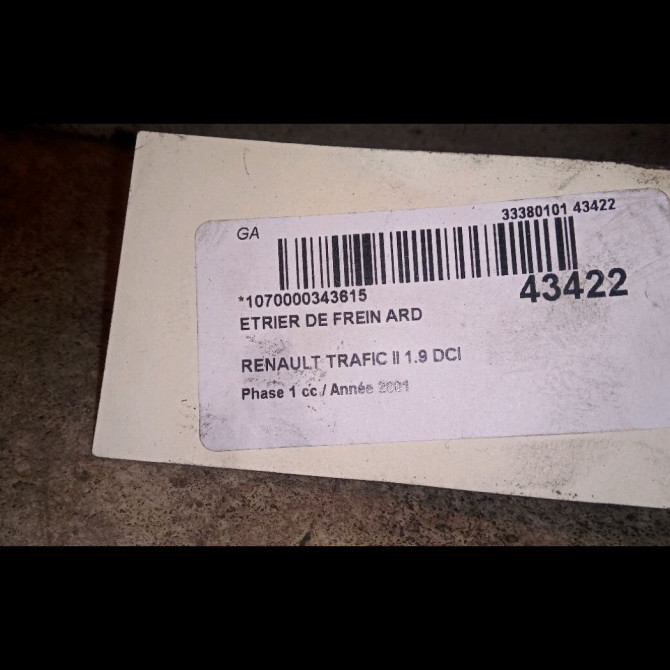 33380101 43422
GA
*1070000343615
43422
ETRIER DE FREIN ARD
RENAULT TRAFIC II 1.9 DCI
Phase 1 cc / Année 2001